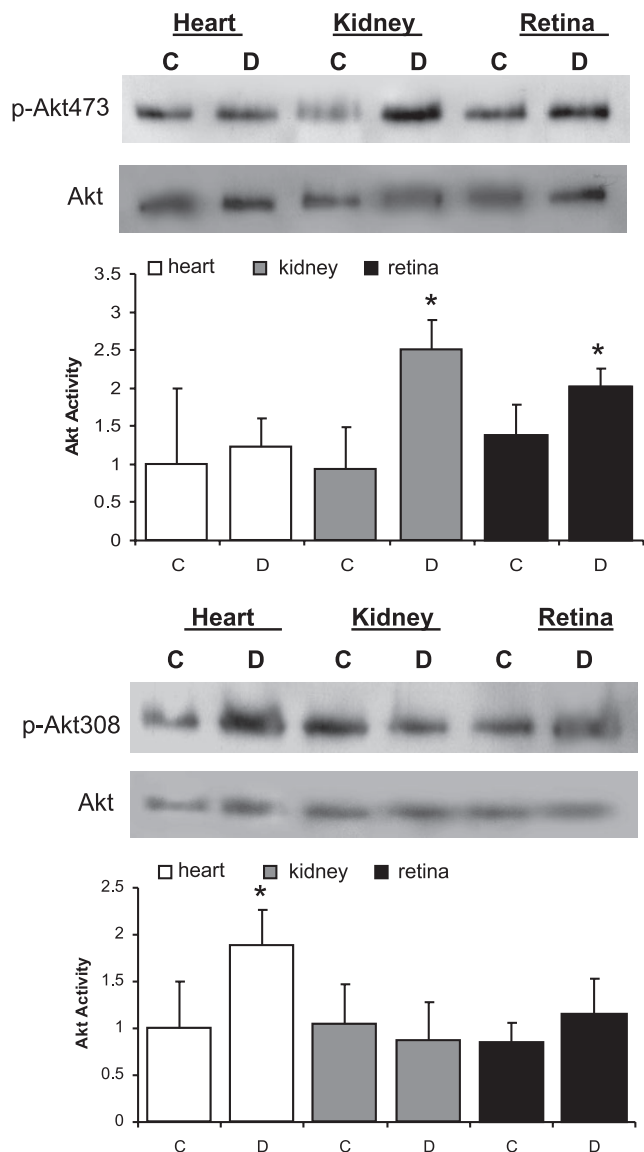 Heart Kidney Retina
C D C D C D
p-Akt473
Akt
heart kidney retina
3.5
3
2.5
2
1.5
1
0.5
0
Akt Activity
* *
C D C D C D
Heart Kidney Retina
C D C D C D
p-Akt308
Akt
heart kidney retina
2.5
2
1.5
1
0.5
0
Akt Activity
*
C D C D C D